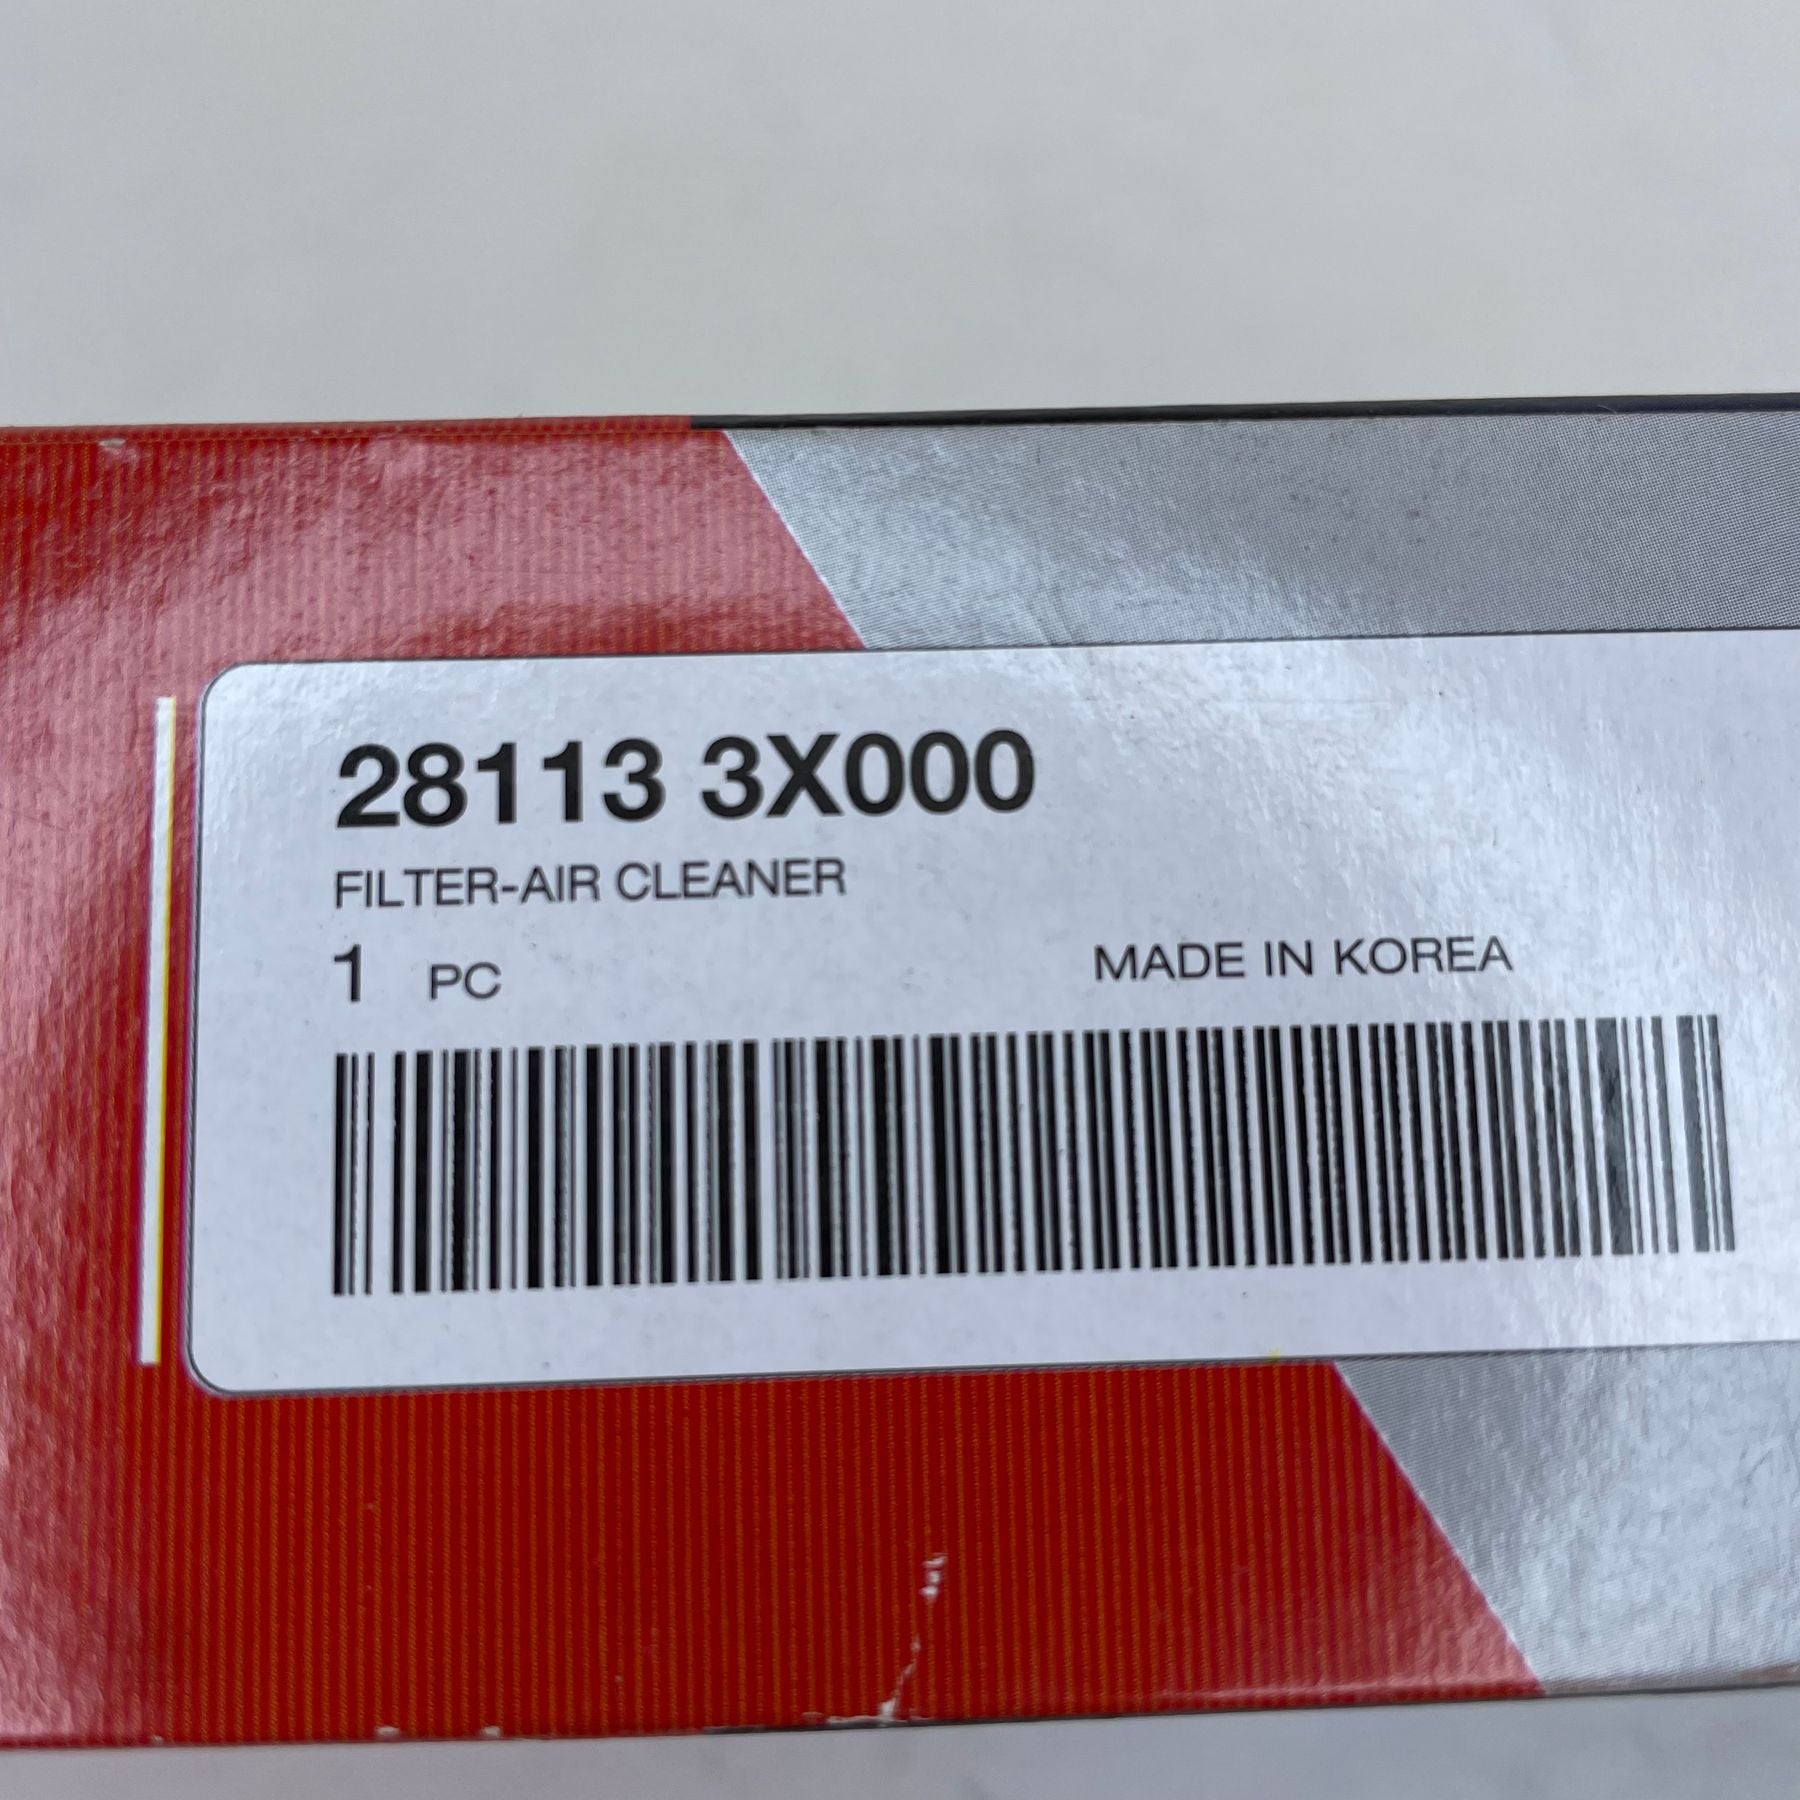 28113 3X000
FILTER-AIR CLEANER
1 PC MADE IN KOREA